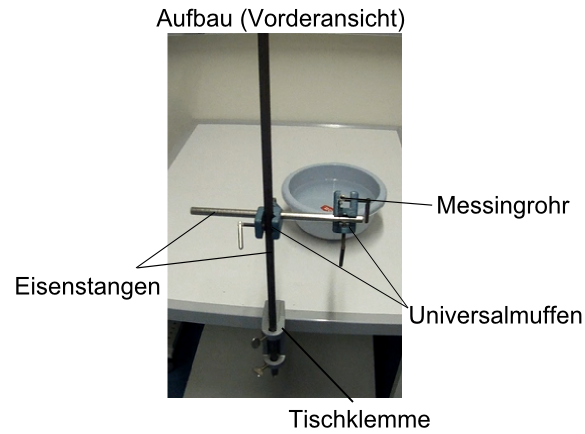 Aufbau (Vorderansicht)
Messingrohr
Eisenstangen
Universalmuffen
Tischklemme